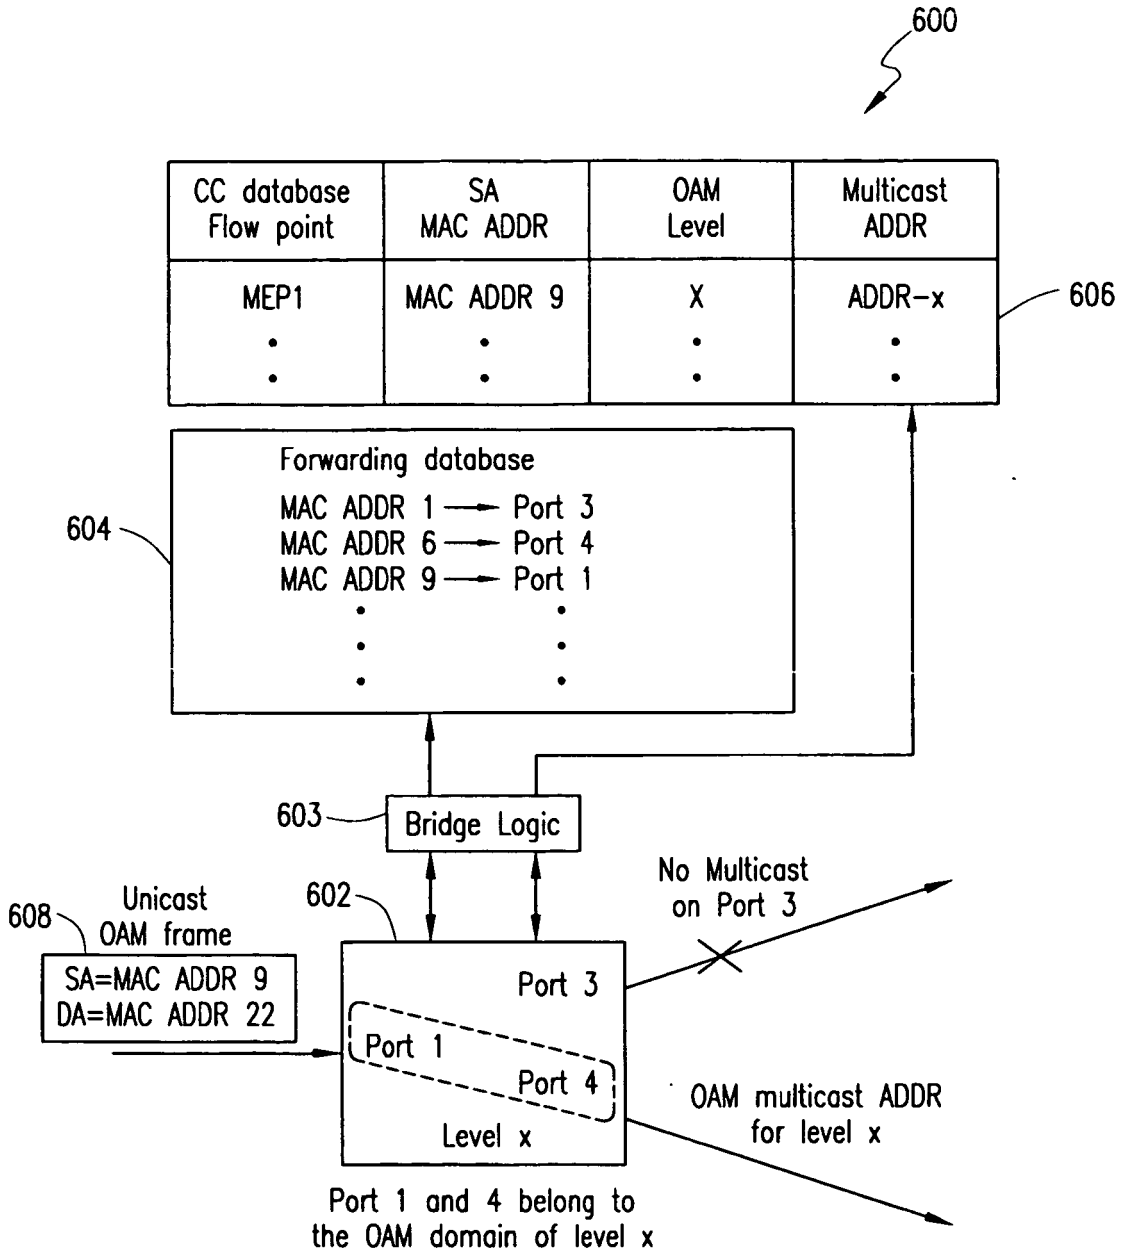 600
CC database
Flow point
SA
MAC ADDR
OAM
Level
Multicast
ADDR
MEP1
MAC ADDR 9
X
ADDR-x
606
Forwarding database
MAC ADDR 1 → Port 3
MAC ADDR 6 → Port 4
MAC ADDR 9 → Port 1
604
603
Bridge Logic
602
No Multicast
on Port 3
Unicast
OAM frame
608
SA=MAC ADDR 9
DA=MAC ADDR 22
Port 3
Port 1
Port 4
Level x
OAM multicast ADDR
for level x
Port 1 and 4 belong to
the OAM domain of level x